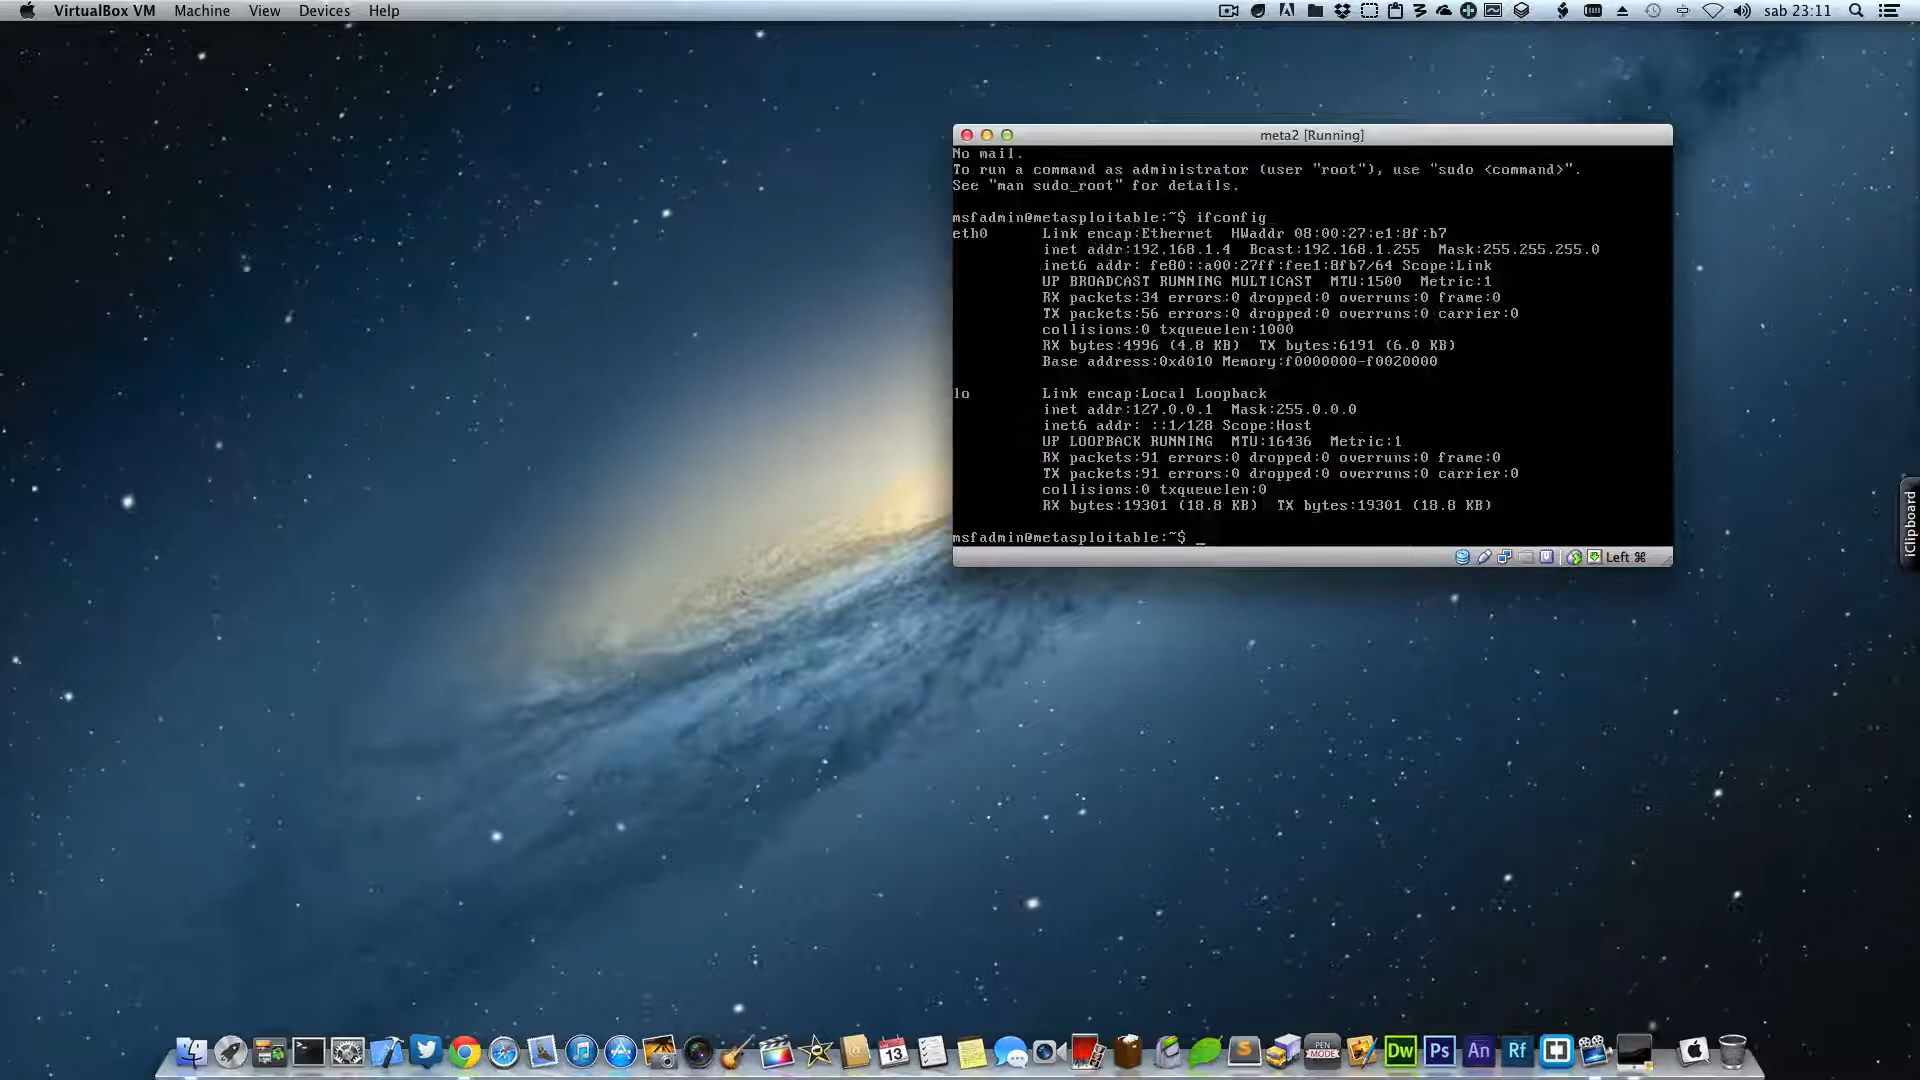 VirtualBox VM Machine View Devices Help sab 23:11
meta2 [Running]
No mail.
To run a command as administrator (user "root"), use "sudo <command>".
See "man sudo_root" for details.
msfadmin@metasploitable:~$ ifconfig
eth0 Link encap:Ethernet HWaddr 08:00:27:e1:8f:b7
inet addr:192.168.1.4 Bcast:192.168.1.255 Mask:255.255.255.0
inet6 addr: fe80::a00:27ff:fee1:8fb7/64 Scope:Link
UP BROADCAST RUNNING MULTICAST MTU:1500 Metric:1
RX packets:34 errors:0 dropped:0 overruns:0 frame:0
TX packets:56 errors:0 dropped:0 overruns:0 carrier:0
collisions:0 txqueuelen:1000
RX bytes:4996 (4.8 KB) TX bytes:6191 (6.0 KB)
Base address:0xd010 Memory:f0000000-f0020000
lo Link encap:Local Loopback
inet addr:127.0.0.1 Mask:255.0.0.0
inet6 addr: ::1/128 Scope:Host
UP LOOPBACK RUNNING MTU:16436 Metric:1
RX packets:91 errors:0 dropped:0 overruns:0 frame:0
TX packets:91 errors:0 dropped:0 overruns:0 carrier:0
collisions:0 txqueuelen:0
RX bytes:19301 (18.8 KB) TX bytes:19301 (18.8 KB)
msfadmin@metasploitable:~$ _
Left ⌘
iClipboard
13 PEN MODE Dw Ps An Rf